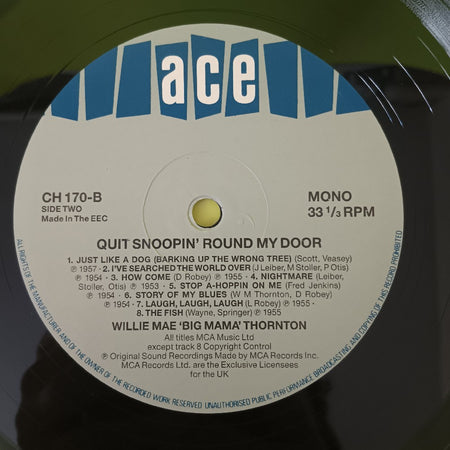 ace
CH 170-B
SIDE TWO
Made In The EEC
MONO
33 1/3 RPM
QUIT SNOOPIN' ROUND MY DOOR
1. JUST LIKE A DOG (BARKING UP THE WRONG TREE) (Scott, Veasey)
℗ 1957 · 2. I'VE SEARCHED THE WORLD OVER (J Leiber, M Stoller, P Otis)
℗ 1954 · 3. HOW COME (D Robey) ℗ 1955 · 4. NIGHTMARE (Leiber,
Stoller, Otis) ℗ 1953 · 5. STOP A-HOPPIN ON ME (Fred Jenkins)
℗ 1954 · 6. STORY OF MY BLUES (W M Thornton, D Robey)
℗ 1954 · 7. LAUGH, LAUGH, LAUGH (L Robey) ℗ 1955
8. THE FISH (Wayne, Springer) ℗ 1955
WILLIE MAE 'BIG MAMA' THORNTON
All titles MCA Music Ltd
except track 8 Copyright Control
℗ Original Sound Recordings Made by MCA Records Inc.
MCA Records Ltd. are the Exclusive Licensees
for the UK
ALL RIGHTS OF THE MANUFACTURER AND OF THE OWNER OF THE RECORDED WORK RESERVED UNAUTHORISED PUBLIC PERFORMANCE BROADCASTING AND COPYING OF THIS RECORD PROHIBITED